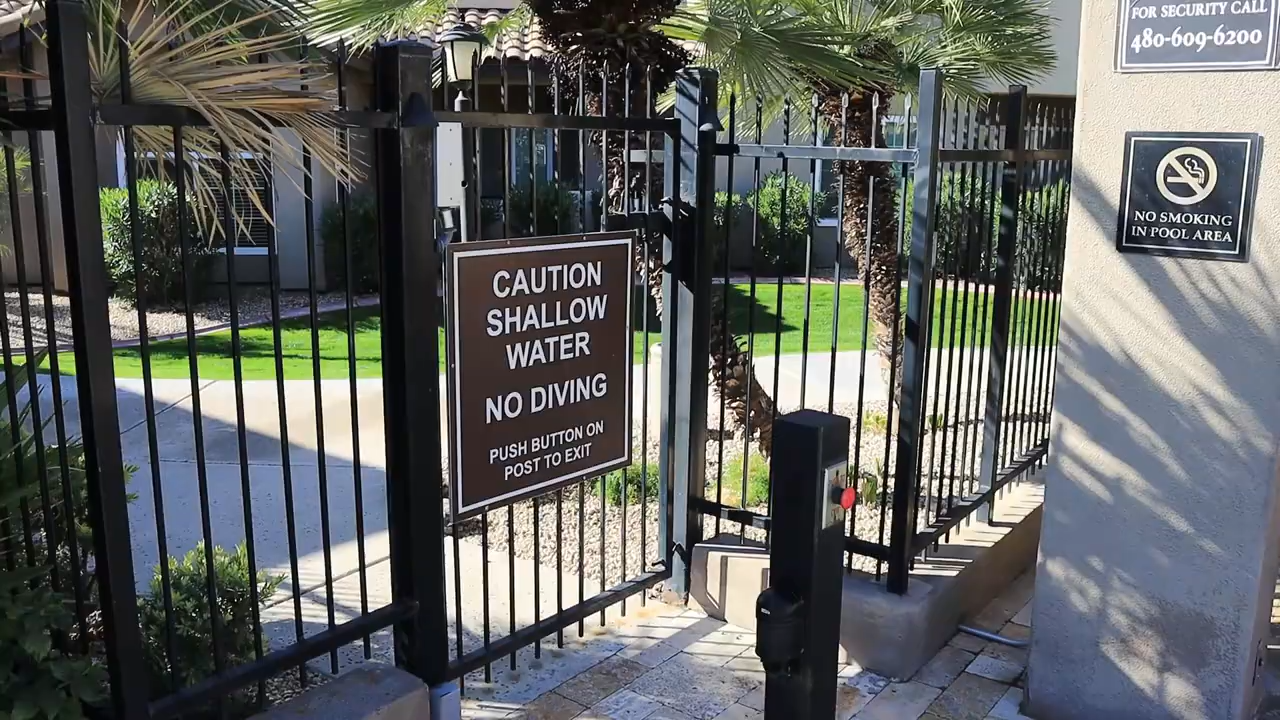 CAUTION
SHALLOW
WATER
NO DIVING
PUSH BUTTON ON
POST TO EXIT
FOR SECURITY CALL
480-609-6200
NO SMOKING
IN POOL AREA